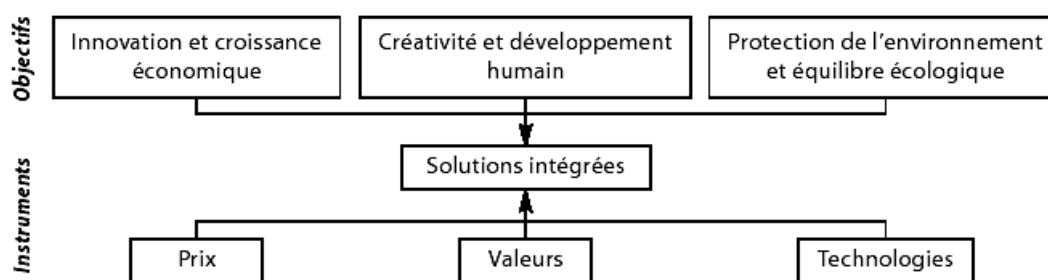 Objectifs
Innovation et croissance
économique
Créativité et développement
humain
Protection de l'environnement
et équilibre écologique
Solutions intégrées
Instruments
Prix
Valeurs
Technologies